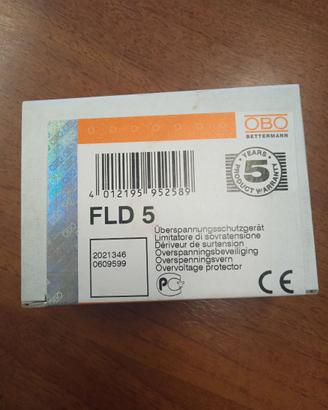 OBO
BETTERMANN
5 YEARS
PRODUCT WARRANTY
4 012195 952589
FLD 5
Überspannungsschutzgerät
Limitatore di sovratensione
Dériveur de surtension
Overspanningsbeveiliging
Overspenningsvern
Overvoltage protector
2021346
0609599
PC
CE